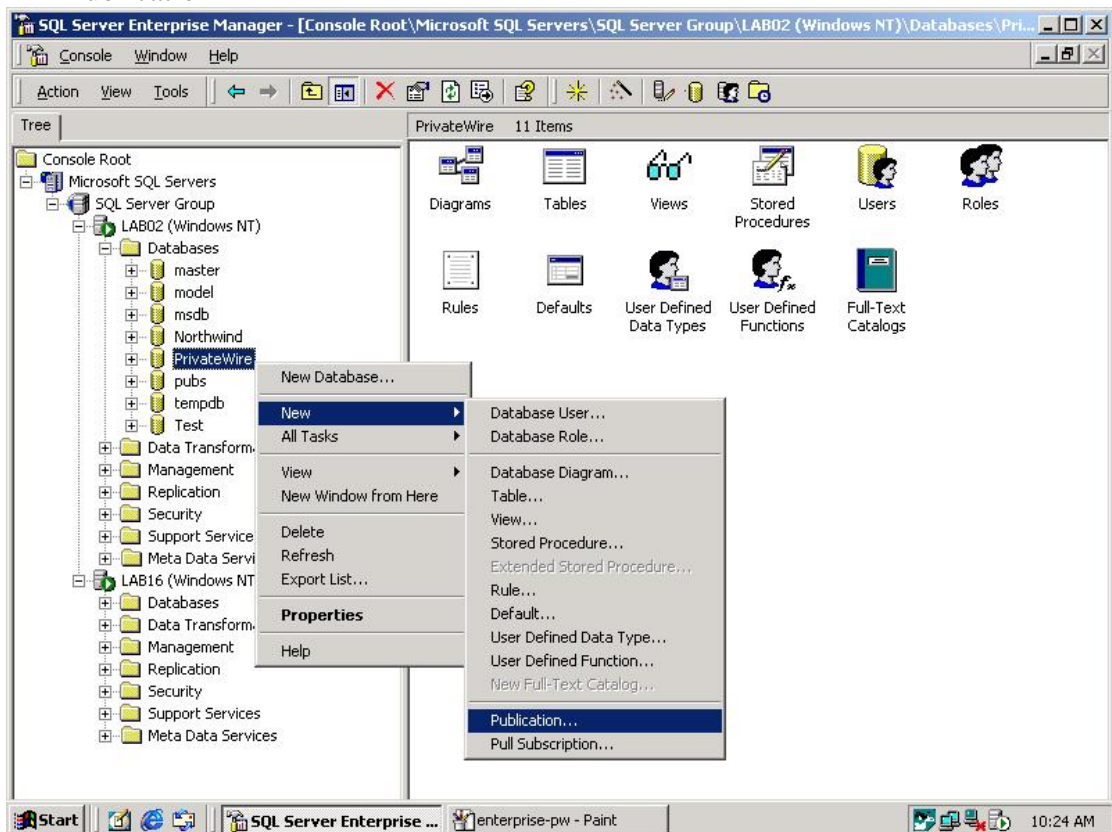 SQL Server Enterprise Manager - [Console Root\Microsoft SQL Servers\SQL Server Group\LAB02 (Windows NT)\Databases\Pri...
Console Window Help
Action View Tools
Tree
PrivateWire 11 Items
Console Root
Microsoft SQL Servers
SQL Server Group
LAB02 (Windows NT)
Databases
master
model
msdb
Northwind
PrivateWire
pubs
tempdb
Test
Data Transform
Management
Replication
Security
Support Service
Meta Data Servi
LAB16 (Windows NT
Databases
Data Transform
Management
Replication
Security
Support Services
Meta Data Services
Diagrams
Tables
Views
Stored Procedures
Users
Roles
Rules
Defaults
User Defined Data Types
User Defined Functions
Full-Text Catalogs
New Database...
New
All Tasks
View
New Window from Here
Delete
Refresh
Export List...
Properties
Help
Database User...
Database Role...
Database Diagram...
Table...
View...
Stored Procedure...
Extended Stored Procedure...
Rule...
Default...
User Defined Data Type...
User Defined Function...
New Full-Text Catalog...
Publication...
Pull Subscription...
Start
SQL Server Enterprise ...
enterprise-pw - Paint
10:24 AM